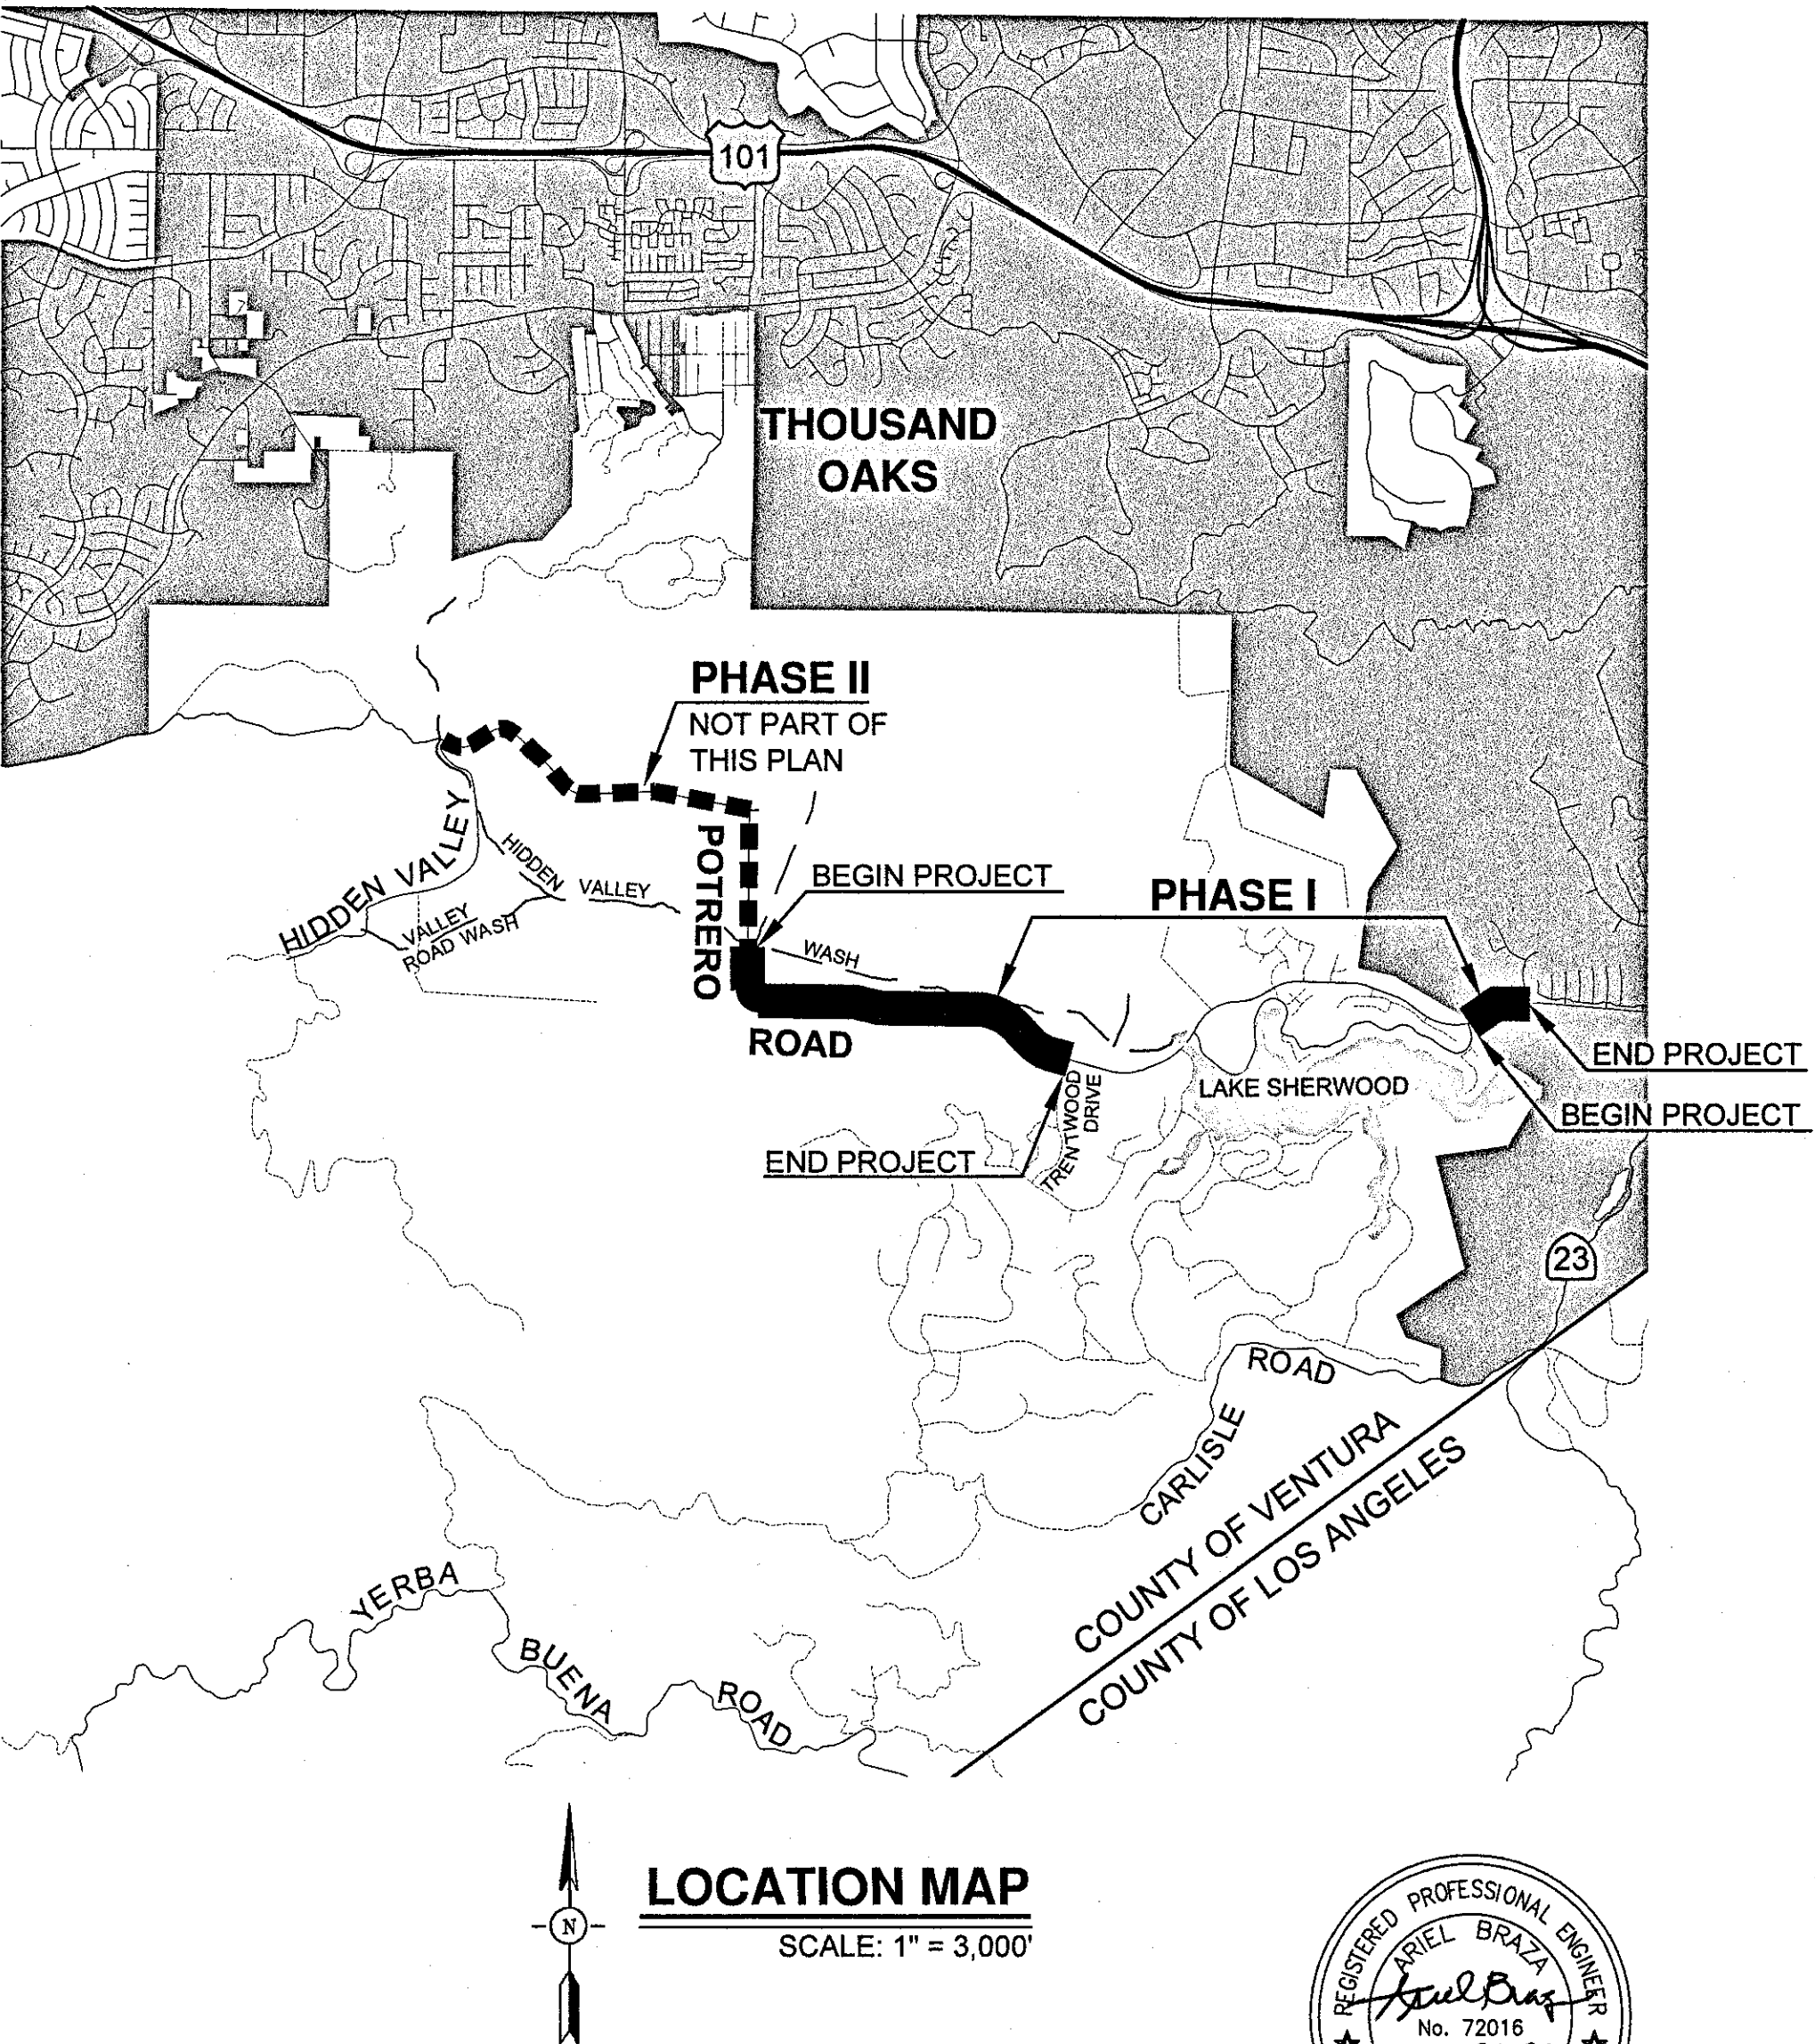 101
THOUSAND
OAKS
PHASE II
NOT PART OF
THIS PLAN
POTRERO
ROAD
HIDDEN VALLEY
HIDDEN VALLEY
WASH
VALLEY
ROAD WASH
BEGIN PROJECT
PHASE I
END PROJECT
BEGIN PROJECT
LAKE SHERWOOD
TRENTWOOD
DRIVE
END PROJECT
23
CARLISLE ROAD
COUNTY OF VENTURA
COUNTY OF LOS ANGELES
YERBA BUENA ROAD
N
LOCATION MAP
SCALE: 1" = 3,000'
REGISTERED PROFESSIONAL ENGINEER
ARIEL BRAZA
Ariel Braza
No. 72016